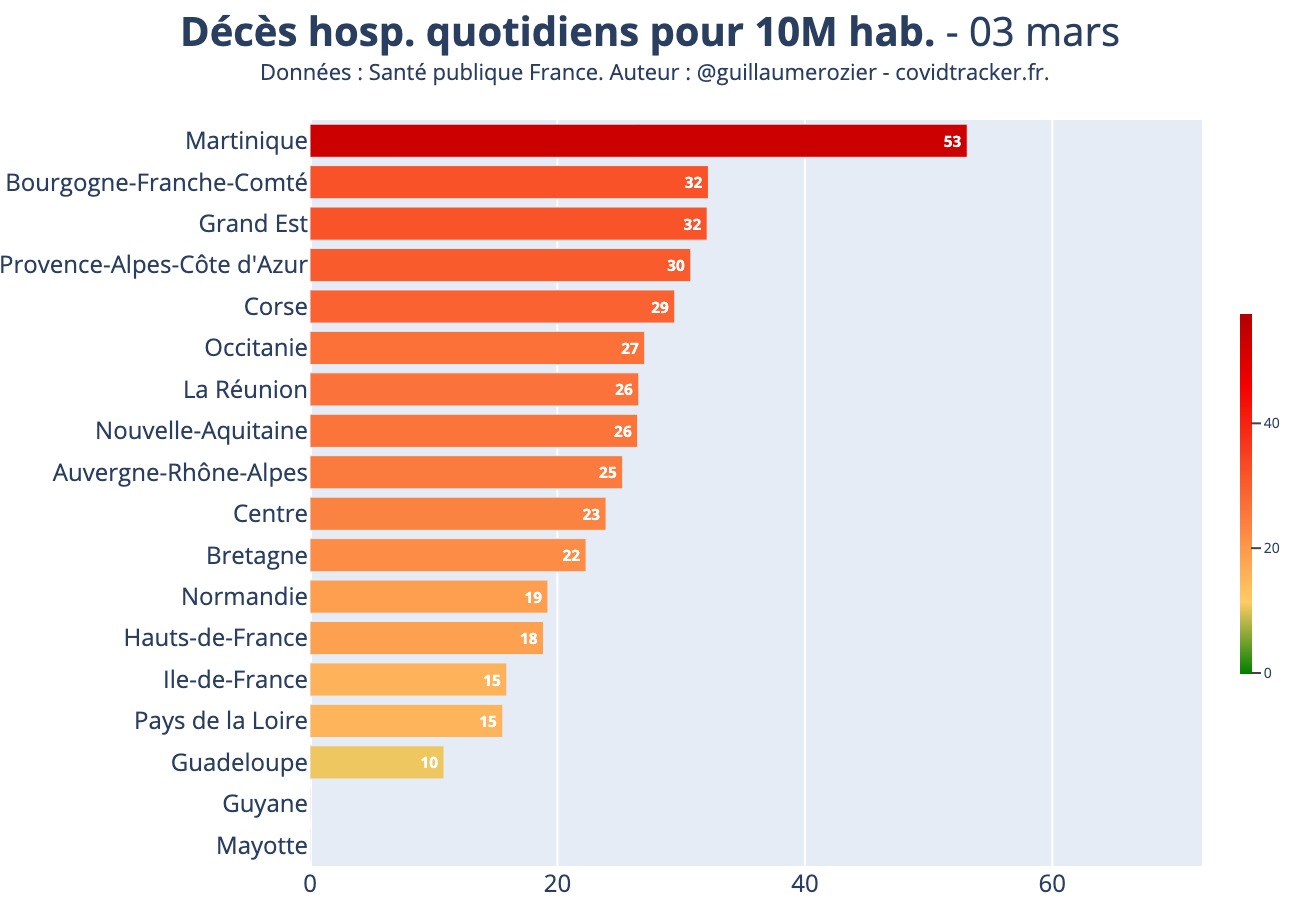 Décès hosp. quotidiens pour 10M hab. - 03 mars
Données : Santé publique France. Auteur : @guillaumerozier - covidtracker.fr.
Martinique 53
Bourgogne-Franche-Comté 32
Grand Est 32
Provence-Alpes-Côte d'Azur 30
Corse 29
Occitanie 27
La Réunion 26
Nouvelle-Aquitaine 26
Auvergne-Rhône-Alpes 25
Centre 23
Bretagne 22
Normandie 19
Hauts-de-France 18
Ile-de-France 15
Pays de la Loire 15
Guadeloupe 10
Guyane
Mayotte
0 20 40 60
40
20
0